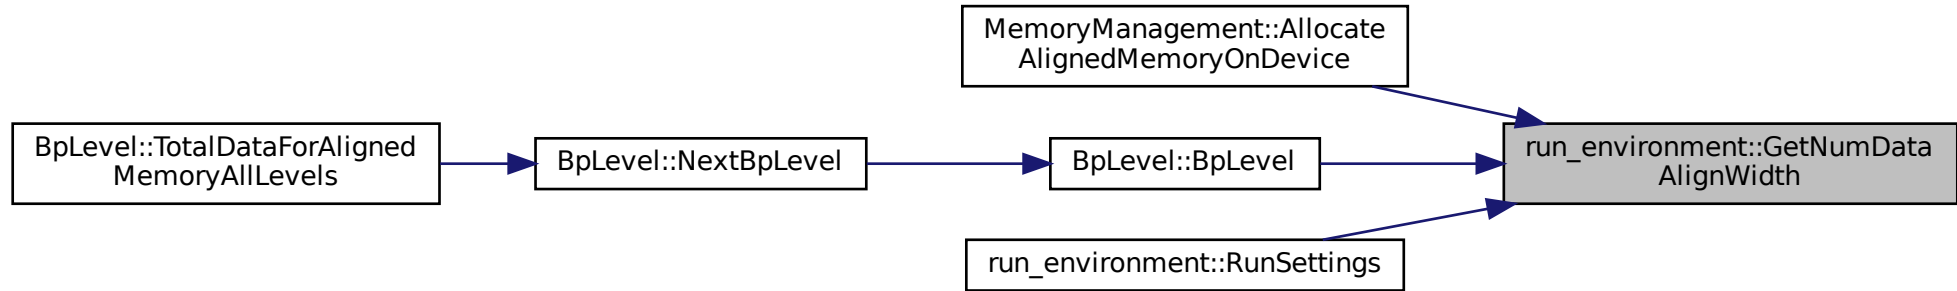 MemoryManagement::Allocate
AlignedMemoryOnDevice
BpLevel::TotalDataForAligned
MemoryAllLevels
BpLevel::NextBpLevel
BpLevel::BpLevel
run_environment::GetNumData
AlignWidth
run_environment::RunSettings